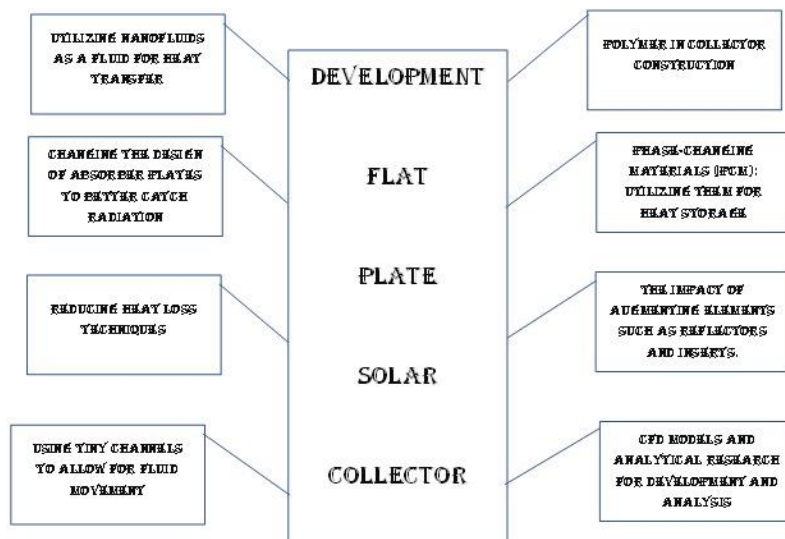 UTILIZING NANOFLUIDS
AS A FLUID FOR HEAT
TRANSFER
CHANGING THE DESIGN
OF ABSORBER PLATES
TO BETTER CATCH
RADIATION
REDUCING HEAT LOSS
TECHNIQUES
USING TINY CHANNELS
TO ALLOW FOR FLUID
MOVEMENT
DEVELOPMENT
FLAT
PLATE
SOLAR
COLLECTOR
POLYMER IN COLLECTOR
CONSTRUCTION
PHASE-CHANGING
MATERIALS (PCM):
UTILIZING THEM FOR
HEAT STORAGE
THE IMPACT OF
AUGMENTING ELEMENTS
SUCH AS REFLECTORS
AND INSERTS.
CFD MODELS AND
ANALYTICAL RESEARCH
FOR DEVELOPMENT AND
ANALYSIS